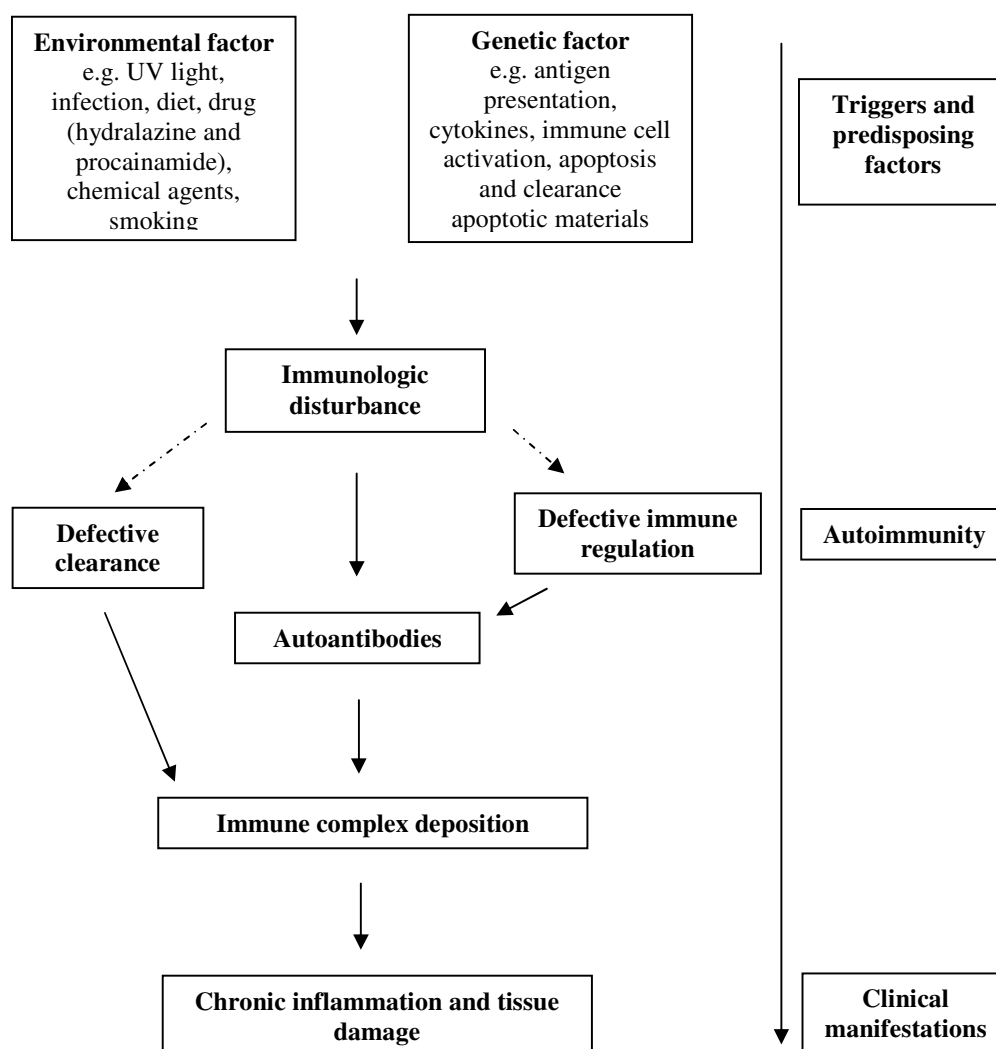 Environmental factor
e.g. UV light,
infection, diet, drug
(hydralazine and
procainamide),
chemical agents,
smoking
Genetic factor
e.g. antigen
presentation,
cytokines, immune cell
activation, apoptosis
and clearance
apoptotic materials
Triggers and
predisposing
factors
Immunologic
disturbance
Defective
clearance
Defective immune
regulation
Autoimmunity
Autoantibodies
Immune complex deposition
Chronic inflammation and tissue
damage
Clinical
manifestations